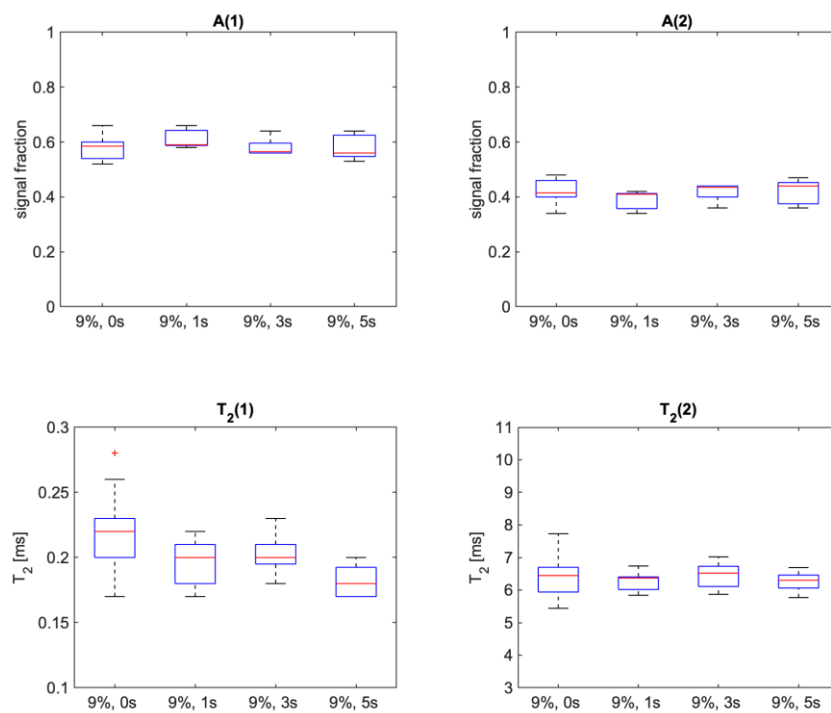 A(1)
1
0.8
0.6
0.4
0.2
0
signal fraction
9%, 0s 9%, 1s 9%, 3s 9%, 5s
A(2)
1
0.8
0.6
0.4
0.2
0
signal fraction
9%, 0s 9%, 1s 9%, 3s 9%, 5s
T₂(1)
0.3
0.25
0.2
0.15
0.1
T₂ [ms]
9%, 0s 9%, 1s 9%, 3s 9%, 5s
T₂(2)
11
10
9
8
7
6
5
4
3
T₂ [ms]
9%, 0s 9%, 1s 9%, 3s 9%, 5s